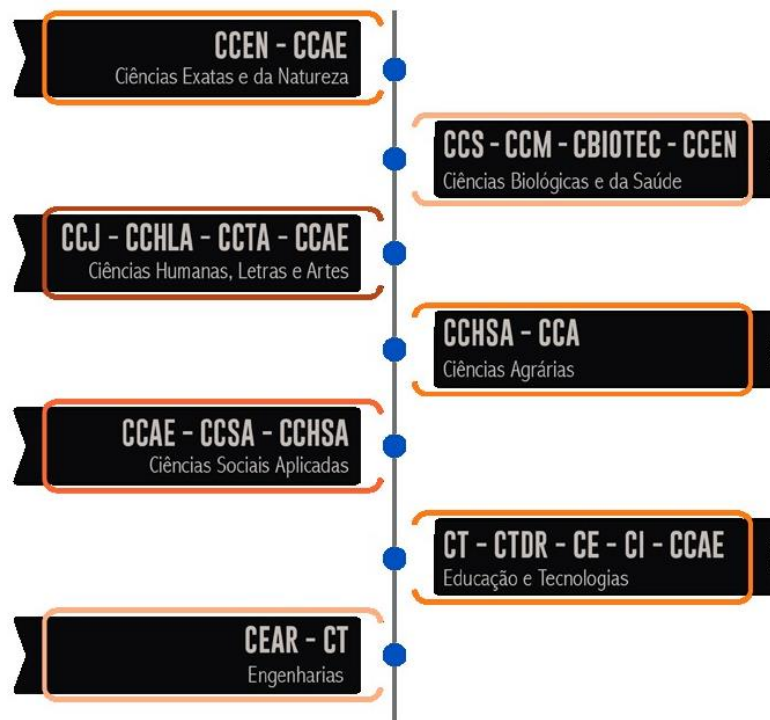 CCEN - CCAE
Ciências Exatas e da Natureza
CCS - CCM - CBIOTEC - CCEN
Ciências Biológicas e da Saúde
CCJ - CCHLA - CCTA - CCAE
Ciências Humanas, Letras e Artes
CCHSA - CCA
Ciências Agrárias
CCAE - CCSA - CCHSA
Ciências Sociais Aplicadas
CT - CTDR - CE - CI - CCAE
Educação e Tecnologias
CEAR - CT
Engenharias